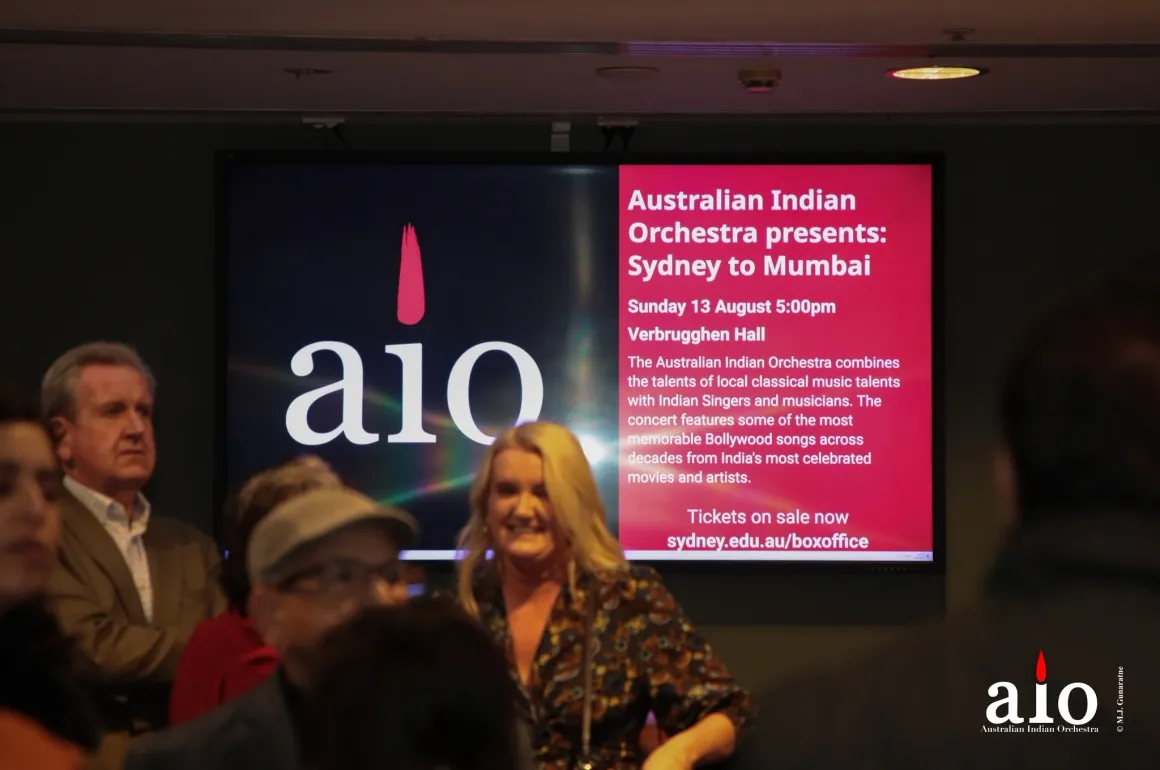 aıo
Australian Indian
Orchestra presents:
Sydney to Mumbai
Sunday 13 August 5:00pm
Verbrugghen Hall
The Australian Indian Orchestra combines
the talents of local classical music talents
with Indian Singers and musicians. The
concert features some of the most
memorable Bollywood songs across
decades from India's most celebrated
movies and artists.
Tickets on sale now
sydney.edu.au/boxoffice
aıo
Australian Indian Orchestra
© M.J. Gunaratne